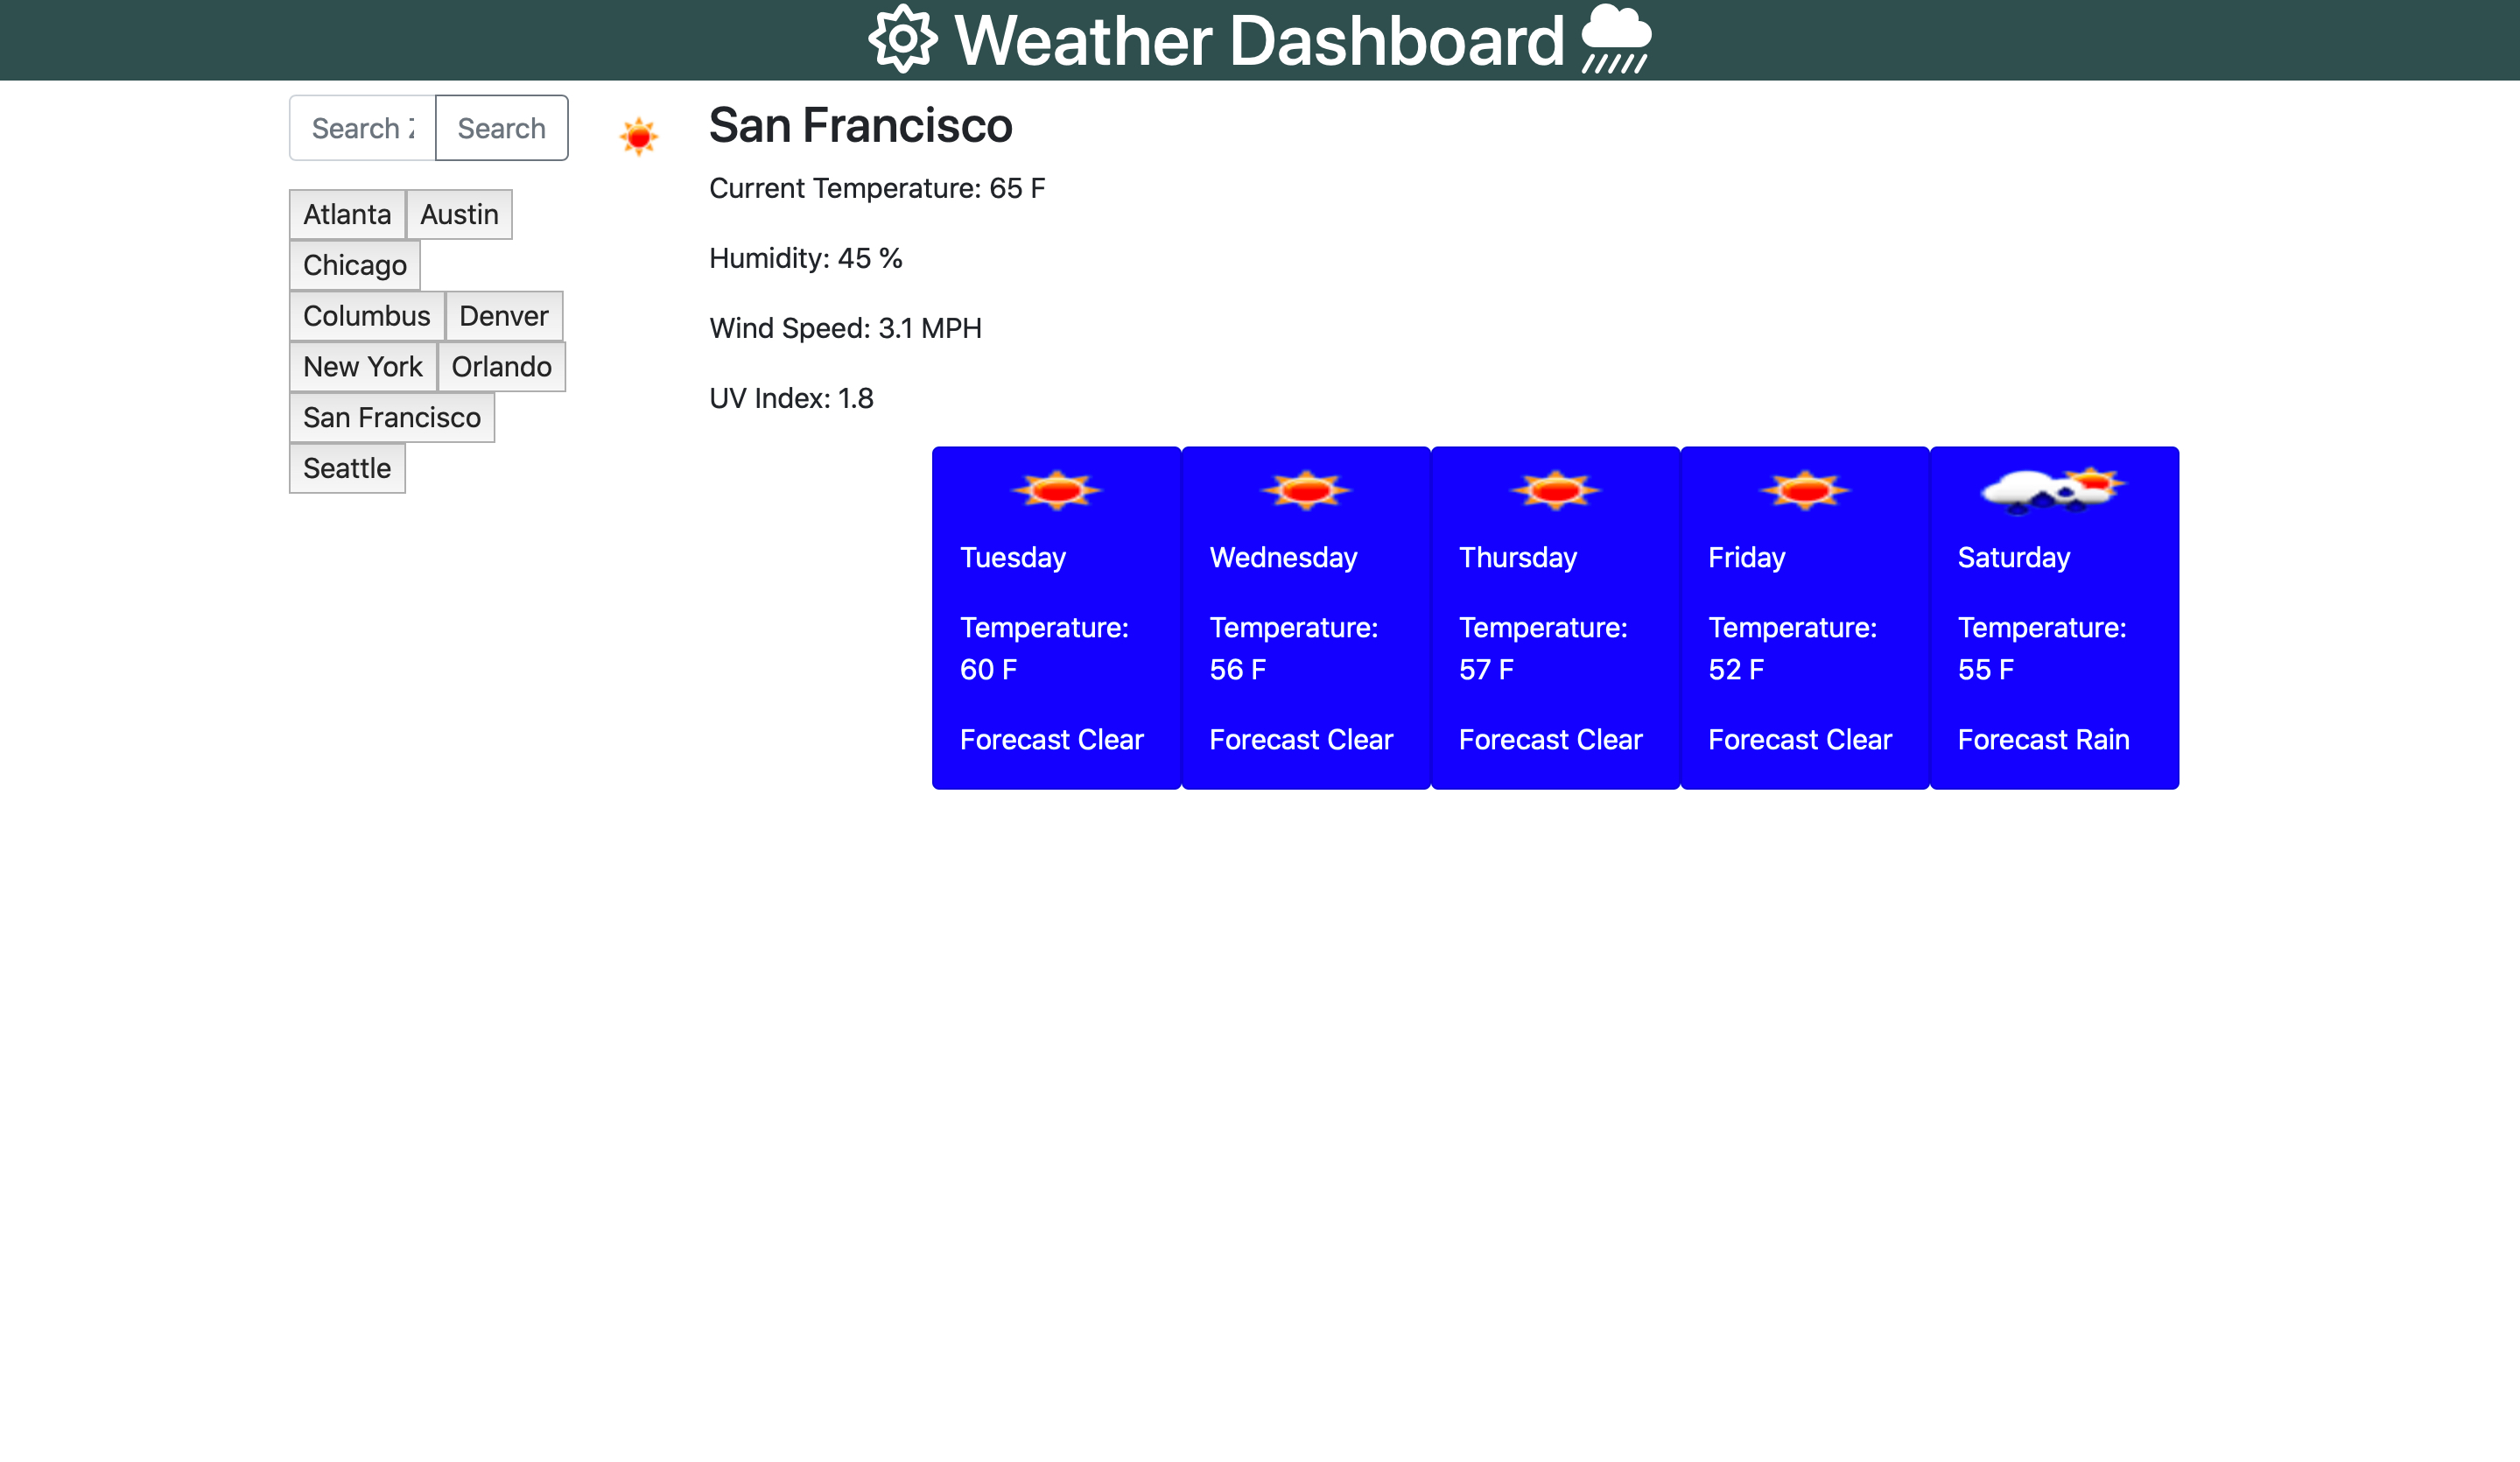 Weather Dashboard
Search Search
Atlanta Austin
Chicago
Columbus Denver
New York Orlando
San Francisco
Seattle
San Francisco
Current Temperature: 65 F
Humidity: 45 %
Wind Speed: 3.1 MPH
UV Index: 1.8
Tuesday
Temperature:
60 F
Forecast Clear
Wednesday
Temperature:
56 F
Forecast Clear
Thursday
Temperature:
57 F
Forecast Clear
Friday
Temperature:
52 F
Forecast Clear
Saturday
Temperature:
55 F
Forecast Rain